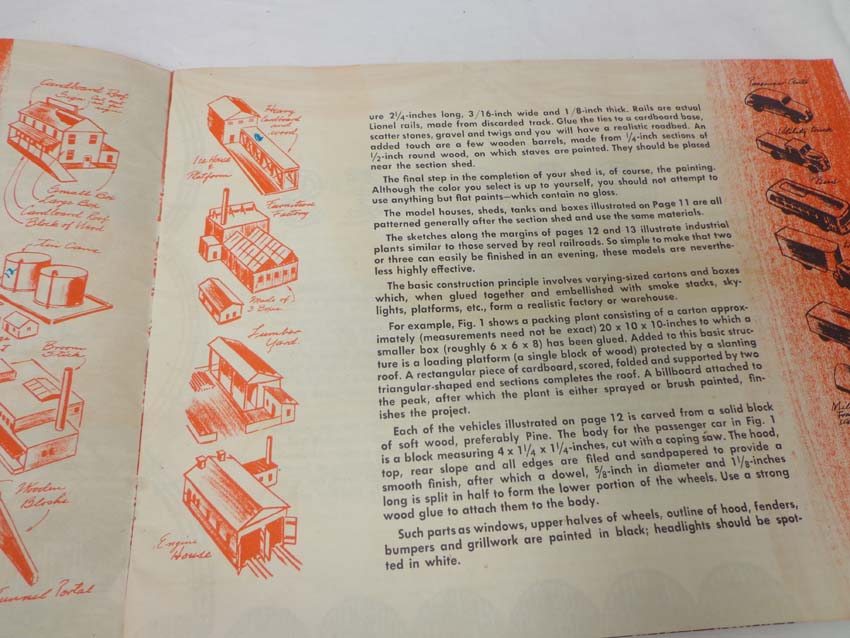 Cardboard Roof
Sign cut out
Small Box
Large Box
Cardboard Roof
Block of Wood
Broom
Stick
Wooden
Blocks
Tunnel Portal
Heavy
Cardboard
and
wood
Ice House
Platform
Furniture
Factory
Made of
3 Boxes
Lumber
Yard
Engine
House
ure 2¼-inches long, 3/16-inch wide and 1/8-inch thick. Rails are actual
Lionel rails, made from discarded track. Glue the ties to a cardboard base,
scatter stones, gravel and twigs and you will have a realistic roadbed. An
added touch are a few wooden barrels, made from ¼-inch sections of
½-inch round wood, on which staves are painted. They should be placed
near the section shed.
The final step in the completion of your shed is, of course, the painting.
Although the color you select is up to yourself, you should not attempt to
use anything but flat paints—which contain no gloss.
The model houses, sheds, tanks and boxes illustrated on Page 11 are all
patterned generally after the section shed and use the same materials.
The sketches along the margins of pages 12 and 13 illustrate industrial
plants similar to those served by real railroads. So simple to make that two
or three can easily be finished in an evening, these models are neverthe-
less highly effective.
The basic construction principle involves varying-sized cartons and boxes
which, when glued together and embellished with smoke stacks, sky-
lights, platforms, etc., form a realistic factory or warehouse.
For example, Fig. 1 shows a packing plant consisting of a carton approx-
imately (measurements need not be exact) 20 x 10 x 10-inches to which a
smaller box (roughly 6 x 6 x 8) has been glued. Added to this basic struc-
ture is a loading platform (a single block of wood) protected by a slanting
roof. A rectangular piece of cardboard, scored, folded and supported by two
triangular-shaped end sections completes the roof. A billboard attached to
the peak, after which the plant is either sprayed or brush painted, fin-
ishes the project.
Each of the vehicles illustrated on page 12 is carved from a solid block
of soft wood, preferably Pine. The body for the passenger car in Fig. 1
is a block measuring 4 x 1¼ x 1¼-inches, cut with a coping saw. The hood,
top, rear slope and all edges are filed and sandpapered to provide a
smooth finish, after which a dowel, ⅝-inch in diameter and 1⅛-inches
long is split in half to form the lower portion of the wheels. Use a strong
wood glue to attach them to the body.
Such parts as windows, upper halves of wheels, outline of hood, fenders,
bumpers and grillwork are painted in black; headlights should be spot-
ted in white.
Passenger Auto
Utility Truck